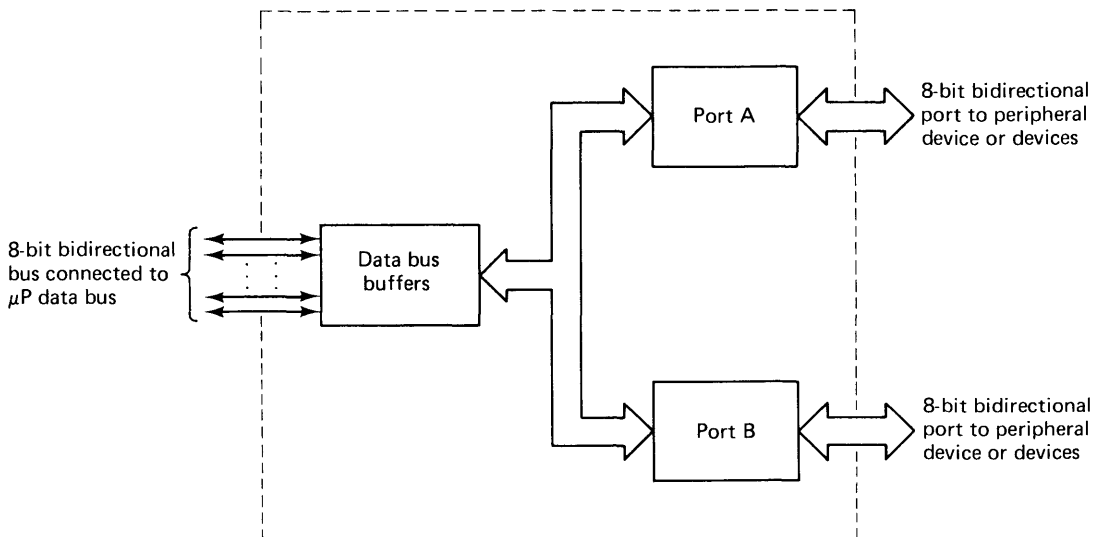 8-bit bidirectional
bus connected to
μP data bus
Data bus
buffers
Port A
8-bit bidirectional
port to peripheral
device or devices
Port B
8-bit bidirectional
port to peripheral
device or devices